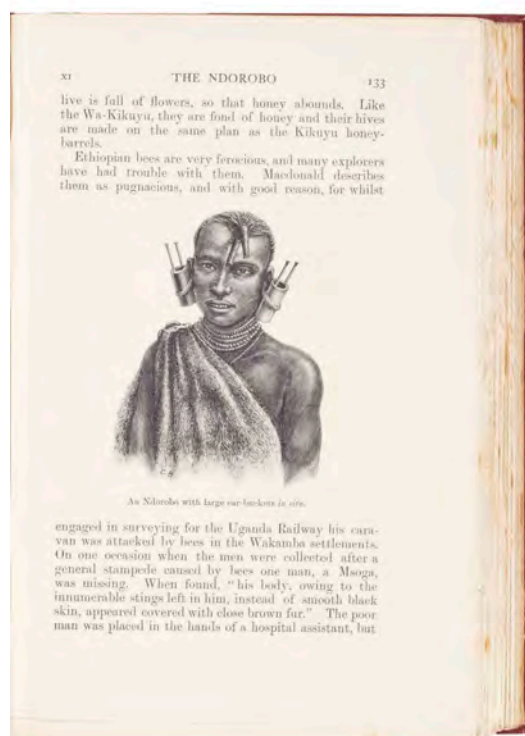 XI THE NDOROBO 133
live is full of flowers, so that honey abounds. Like
the Wa-Kikuyu, they are fond of honey and their hives
are made on the same plan as the Kikuyu honey-
barrels.
Ethiopian bees are very ferocious, and many explorers
have had trouble with them. Macdonald describes
them as pugnacious, and with good reason, for whilst
An Ndorobo with large ear-buckets in situ.
engaged in surveying for the Uganda Railway his cara-
van was attacked by bees in the Wakamba settlements.
On one occasion when the men were collected after a
general stampede caused by bees one man, a Msoga,
was missing. When found, "his body, owing to the
innumerable stings left in him, instead of smooth black
skin, appeared covered with close brown fur." The poor
man was placed in the hands of a hospital assistant, but